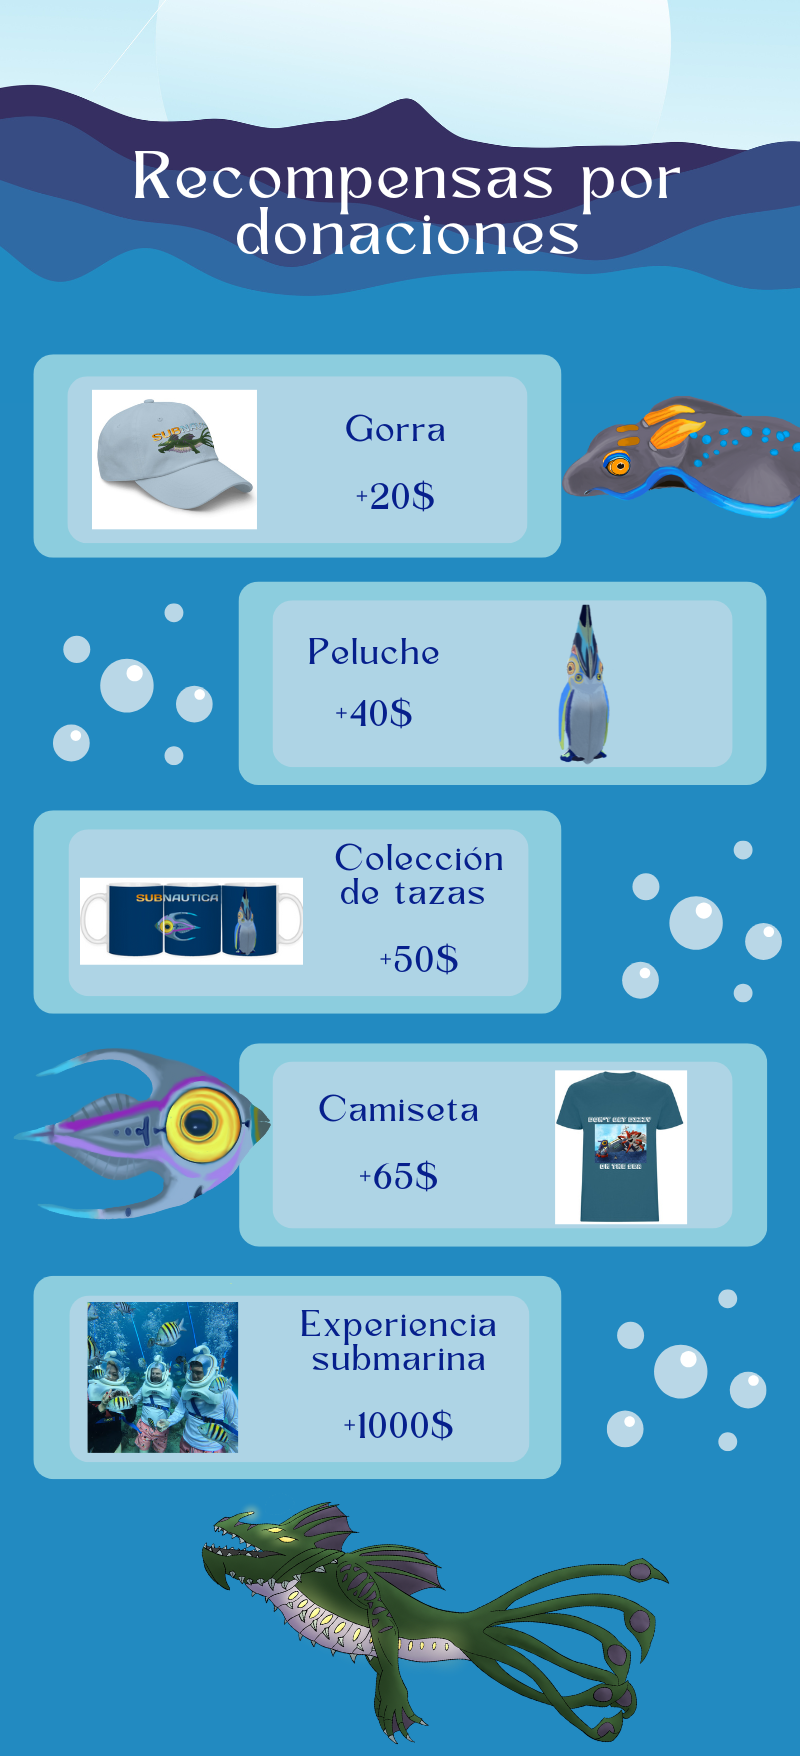 Recompensas por
donaciones
SUB
Gorra
+20$
Peluche
+40$
Colección
de tazas
SUBNAUTICA
+50$
Camiseta
+65$
DON'T GET DIZZY
ON THE SEA
Experiencia
submarina
+1000$